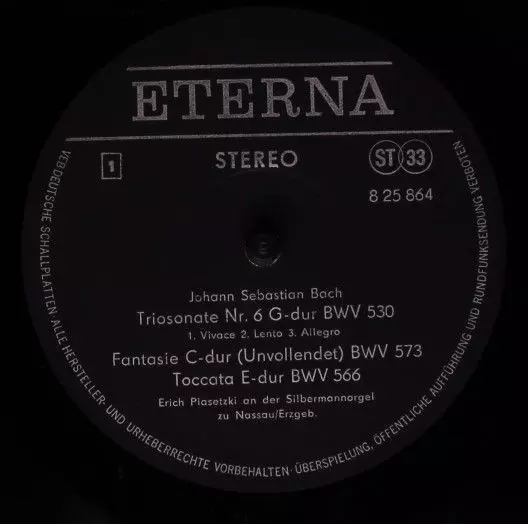 ETERNA
1
STEREO
ST 33
8 25 864
Johann Sebastian Bach
Triosonate Nr. 6 G-dur BWV 530
1. Vivace 2. Lento 3. Allegro
Fantasie C-dur (Unvollendet) BWV 573
Toccata E-dur BWV 566
Erich Piasetzki an der Silbermannorgel
zu Nassau/Erzgeb.
VEB DEUTSCHE SCHALLPLATTEN ALLE HERSTELLER- UND URHEBERRECHTE VORBEHALTEN · ÜBERSPIELUNG, ÖFFENTLICHE AUFFÜHRUNG UND RUNDFUNKSENDUNG VERBOTEN